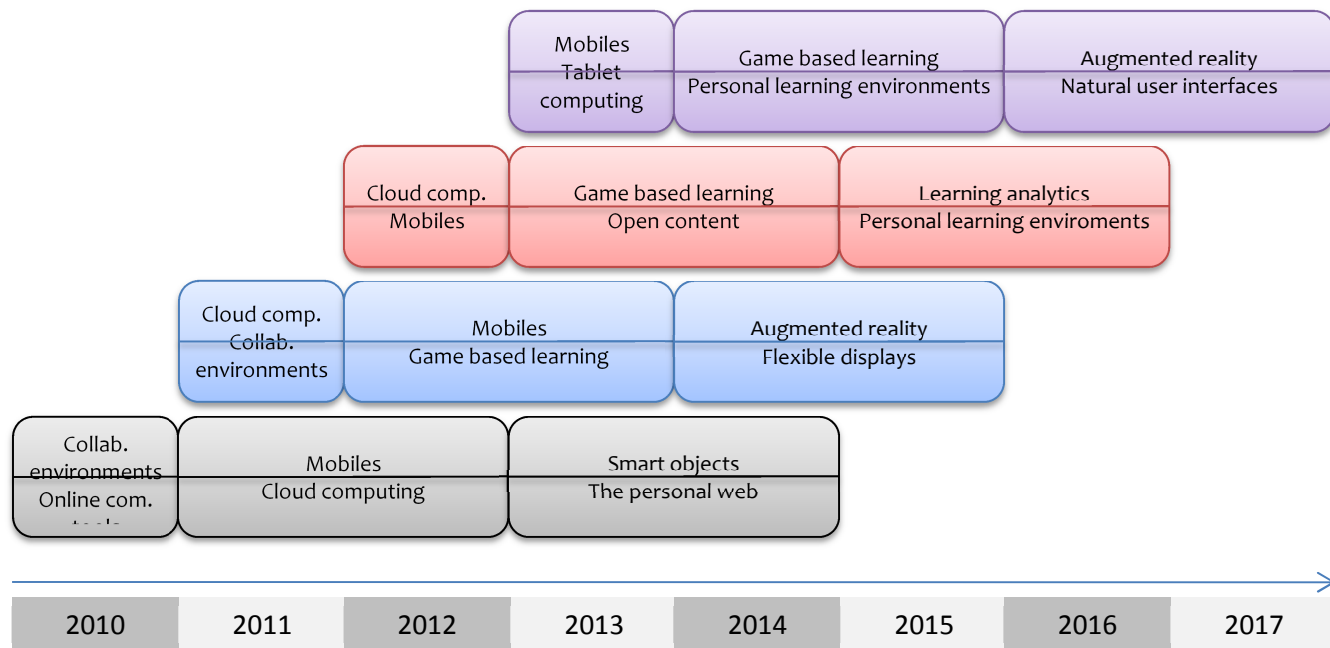 Mobiles
Tablet
computing
Game based learning
Personal learning environments
Augmented reality
Natural user interfaces
Cloud comp.
Mobiles
Game based learning
Open content
Learning analytics
Personal learning enviroments
Cloud comp.
Collab.
environments
Mobiles
Game based learning
Augmented reality
Flexible displays
Collab.
environments
Online com.
Mobiles
Cloud computing
Smart objects
The personal web
2010 2011 2012 2013 2014 2015 2016 2017